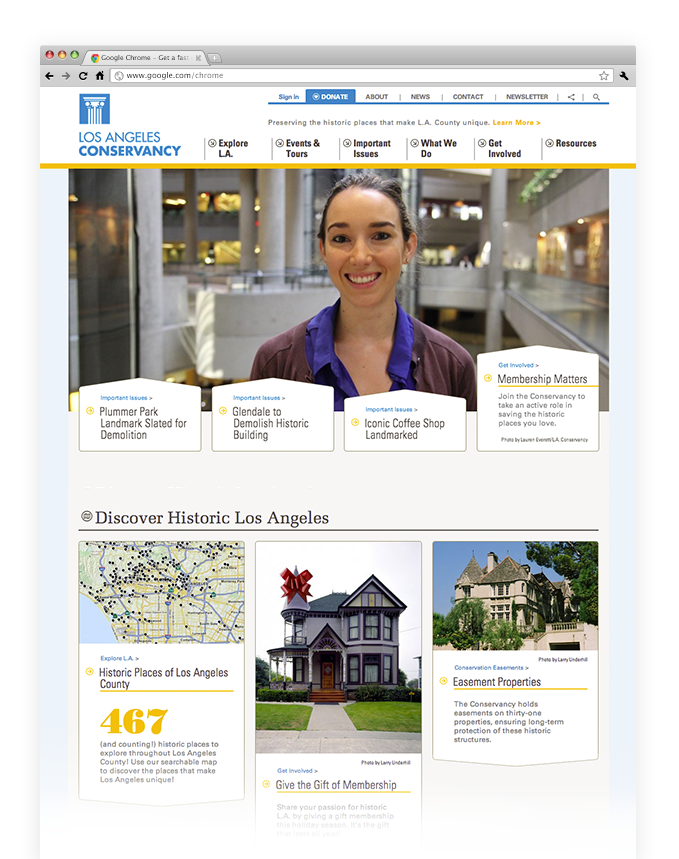 Google Chrome - Get a fas
www.google.com/chrome
Sign in
DONATE
ABOUT
NEWS
CONTACT
NEWSLETTER
LOS ANGELES
CONSERVANCY
Preserving the historic places that make L.A. County unique. Learn More >
Explore
L.A.
Events &
Tours
Important
Issues
What We
Do
Get
Involved
Resources
Important Issues >
Plummer Park
Landmark Slated for
Demolition
Important Issues >
Glendale to
Demolish Historic
Building
Important Issues >
Iconic Coffee Shop
Landmarked
Get Involved >
Membership Matters
Join the Conservancy to
take an active role in
saving the historic
places you love.
Photo by Lauren Everett/L.A. Conservancy
Discover Historic Los Angeles
Explore L.A. >
Historic Places of Los Angeles
County
467
(and counting!) historic places to
explore throughout Los Angeles
County! Use our searchable map
to discover the places that make
Los Angeles unique!
Photo by Larry Underhill
Get Involved >
Give the Gift of Membership
Share your passion for historic
L.A. by giving a gift membership
this holiday season. It's the gift
that lasts all year!
Photo by Larry Underhill
Conservation Easements >
Easement Properties
The Conservancy holds
easements on thirty-one
properties, ensuring long-term
protection of these historic
structures.